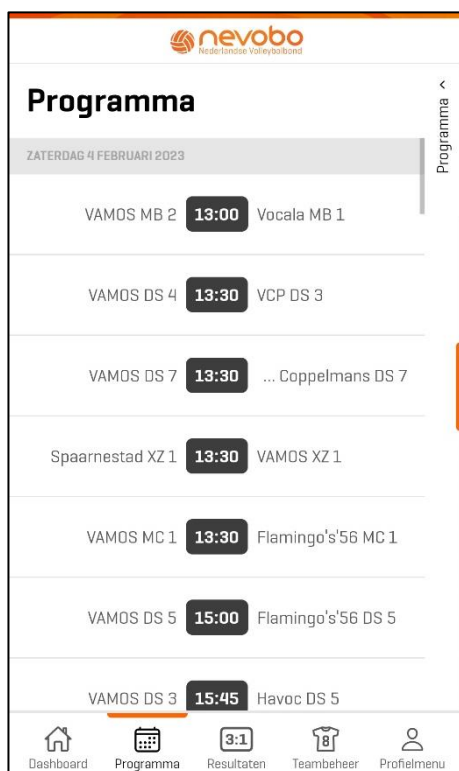 nevobo
Nederlandse Volleybalbond
Programma
Programma
ZATERDAG 4 FEBRUARI 2023
VAMOS MB 2 13:00 Vocala MB 1
VAMOS DS 4 13:30 VCP DS 3
VAMOS DS 7 13:30 ... Coppelmans DS 7
Spaarnestad XZ 1 13:30 VAMOS XZ 1
VAMOS MC 1 13:30 Flamingo's'56 MC 1
VAMOS DS 5 15:00 Flamingo's'56 DS 5
VAMOS DS 3 15:45 Havoc DS 5
3:1 8
Dashboard Programma Resultaten Teambeheer Profielmenu